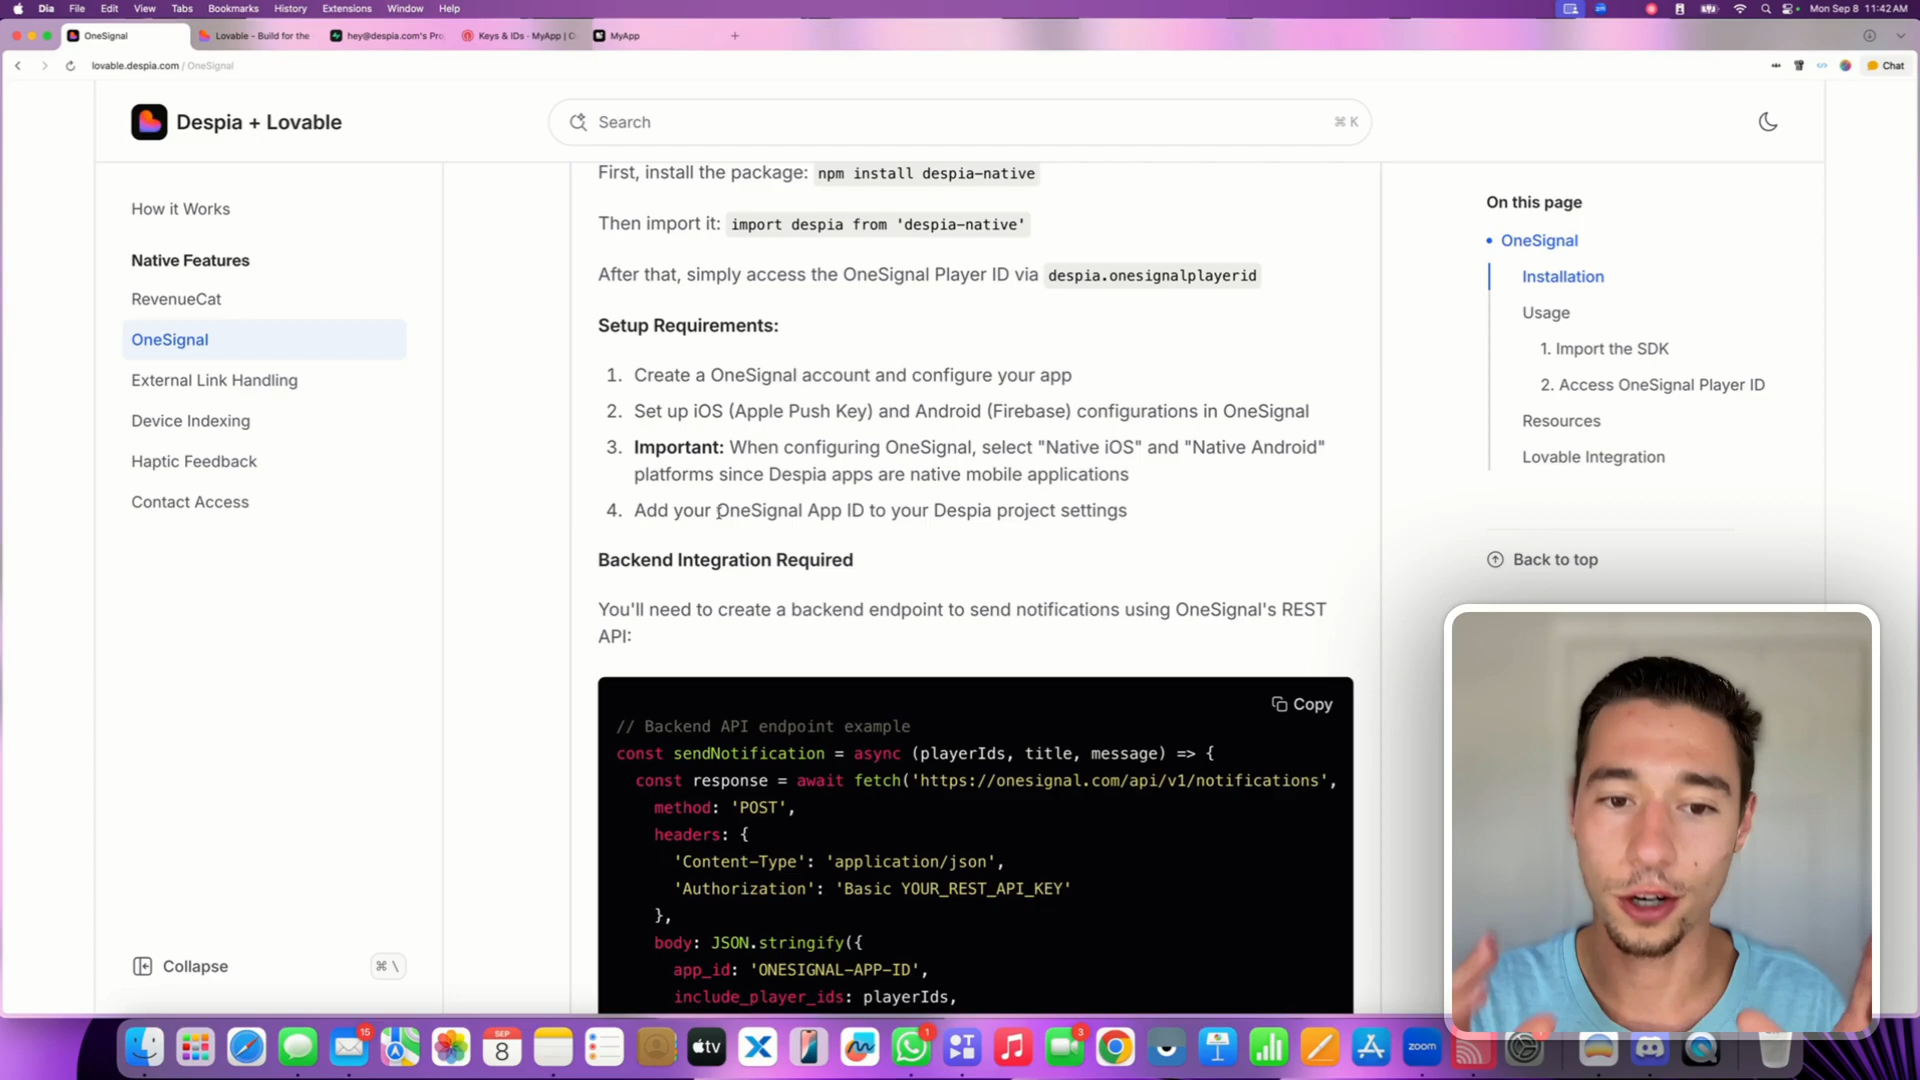 Dia File Edit View Tabs Bookmarks History Extensions Window Help
Mon Sep 8 11:42 AM
OneSignal
Lovable - Build for the
hey@despia.com's Pro
Keys & IDs · MyApp | O
MyApp
lovable.despia.com / OneSignal
Chat
Despia + Lovable
Search
⌘ K
How it Works
Native Features
RevenueCat
OneSignal
External Link Handling
Device Indexing
Haptic Feedback
Contact Access
Collapse
⌘ \
First, install the package: npm install despia-native
Then import it: import despia from 'despia-native'
After that, simply access the OneSignal Player ID via despia.onesignalplayerid
Setup Requirements:
1. Create a OneSignal account and configure your app
2. Set up iOS (Apple Push Key) and Android (Firebase) configurations in OneSignal
3. Important: When configuring OneSignal, select "Native iOS" and "Native Android"
platforms since Despia apps are native mobile applications
4. Add your OneSignal App ID to your Despia project settings
Backend Integration Required
You'll need to create a backend endpoint to send notifications using OneSignal's REST
API:
Copy
// Backend API endpoint example
const sendNotification = async (playerIds, title, message) => {
const response = await fetch('https://onesignal.com/api/v1/notifications',
method: 'POST',
headers: {
'Content-Type': 'application/json',
'Authorization': 'Basic YOUR_REST_API_KEY'
},
body: JSON.stringify({
app_id: 'ONESIGNAL-APP-ID',
include_player_ids: playerIds,
On this page
OneSignal
Installation
Usage
1. Import the SDK
2. Access OneSignal Player ID
Resources
Lovable Integration
Back to top
15
SEP
8
tv
1
3
zoom